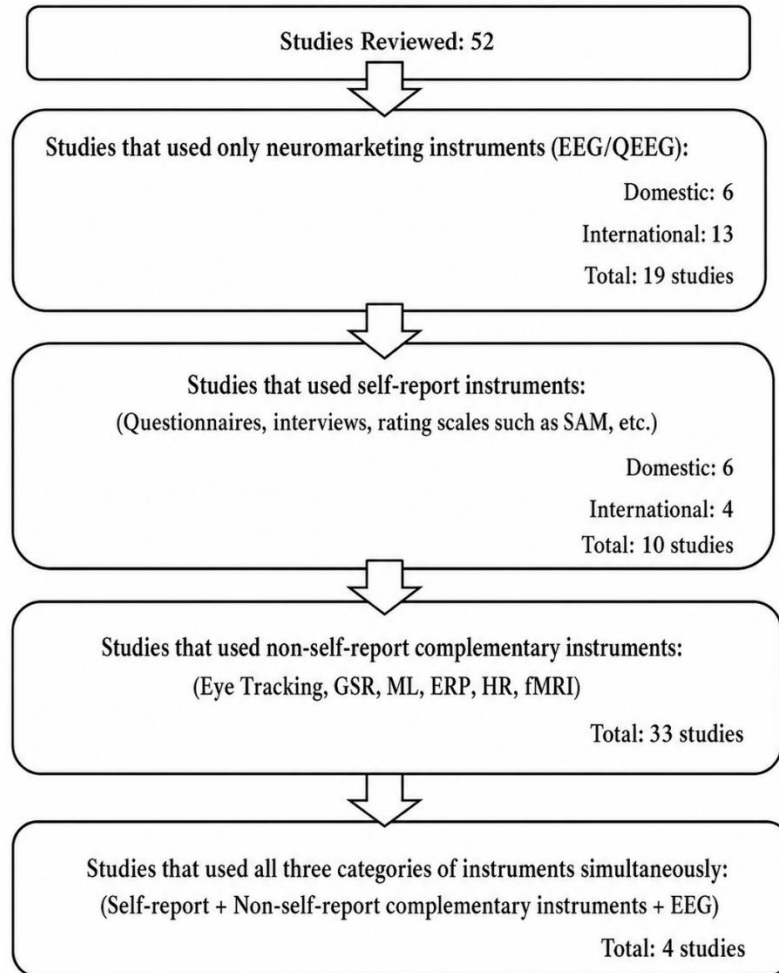 Studies Reviewed: 52
Studies that used only neuromarketing instruments (EEG/QEEG):
Domestic: 6
International: 13
Total: 19 studies
Studies that used self-report instruments:
(Questionnaires, interviews, rating scales such as SAM, etc.)
Domestic: 6
International: 4
Total: 10 studies
Studies that used non-self-report complementary instruments:
(Eye Tracking, GSR, ML, ERP, HR, fMRI)
Total: 33 studies
Studies that used all three categories of instruments simultaneously:
(Self-report + Non-self-report complementary instruments + EEG)
Total: 4 studies